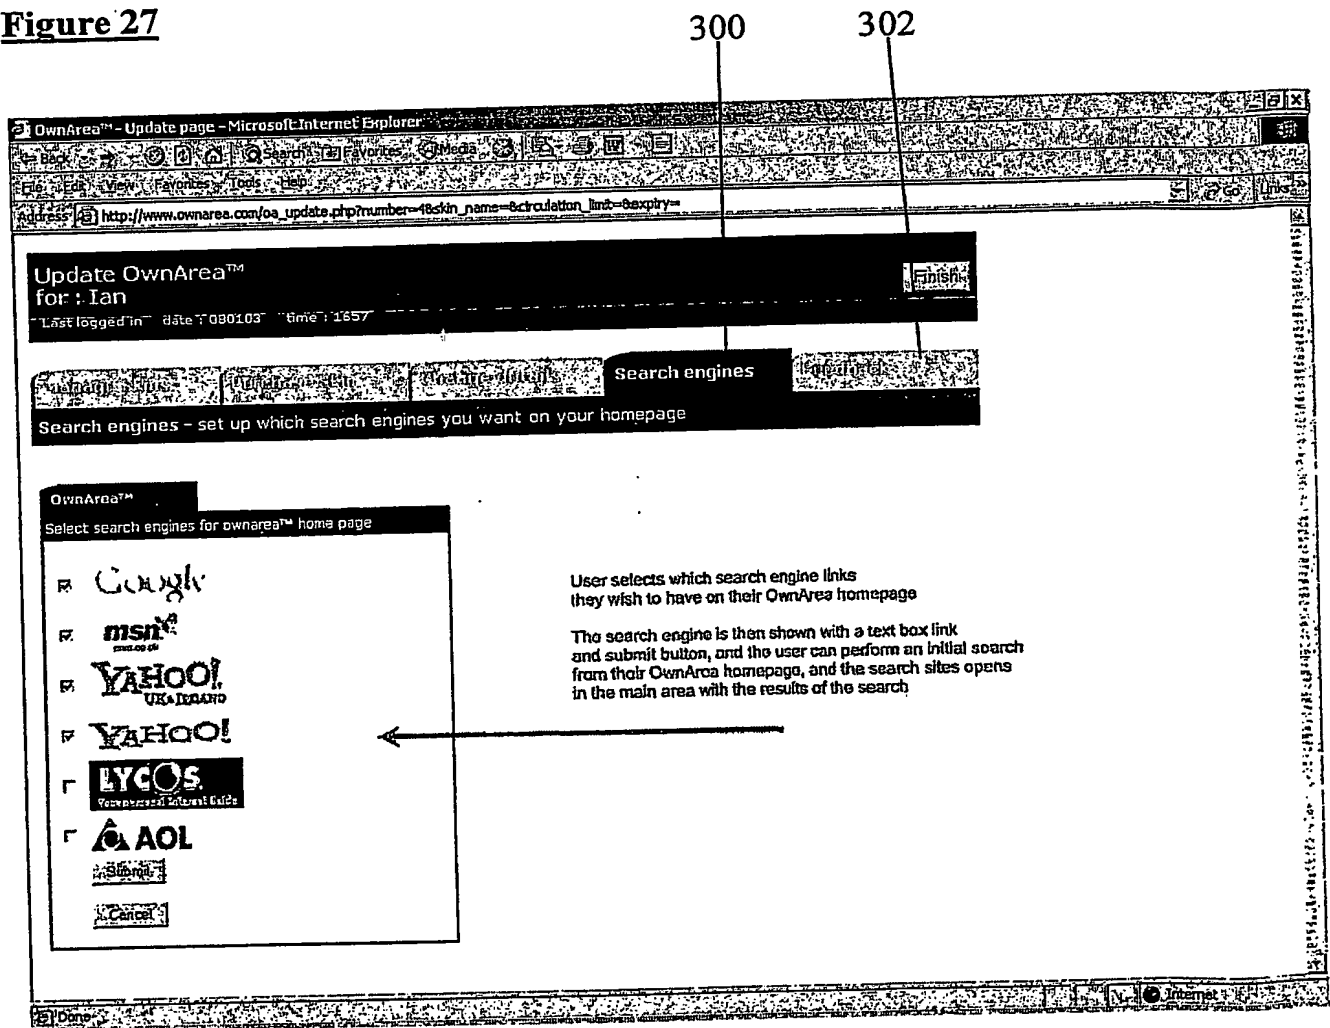 Figure 27
300 302
OwnArea™ - Update page - Microsoft Internet Explorer
Back Search Favorites Media
File Edit View Favorites Tools Help
Address http://www.ownarea.com/oa_update.php?number=4&skin_name=&circulation_limit=&expiry= Go Links
Update OwnArea™
for : Ian
Finish
Last logged in date : 080103 time : 1657
Search engines
Search engines - set up which search engines you want on your homepage
OwnArea™
Select search engines for ownarea™ home page
Google
msn
YAHOO!
UK & IRELAND
YAHOO!
LYCOS
Your personal Internet Guide
AOL
Submit
Cancel
User selects which search engine links
they wish to have on their OwnArea homepage
The search engine is then shown with a text box link
and submit button, and the user can perform an initial search
from their OwnArea homepage, and the search sites opens
in the main area with the results of the search
Done Internet